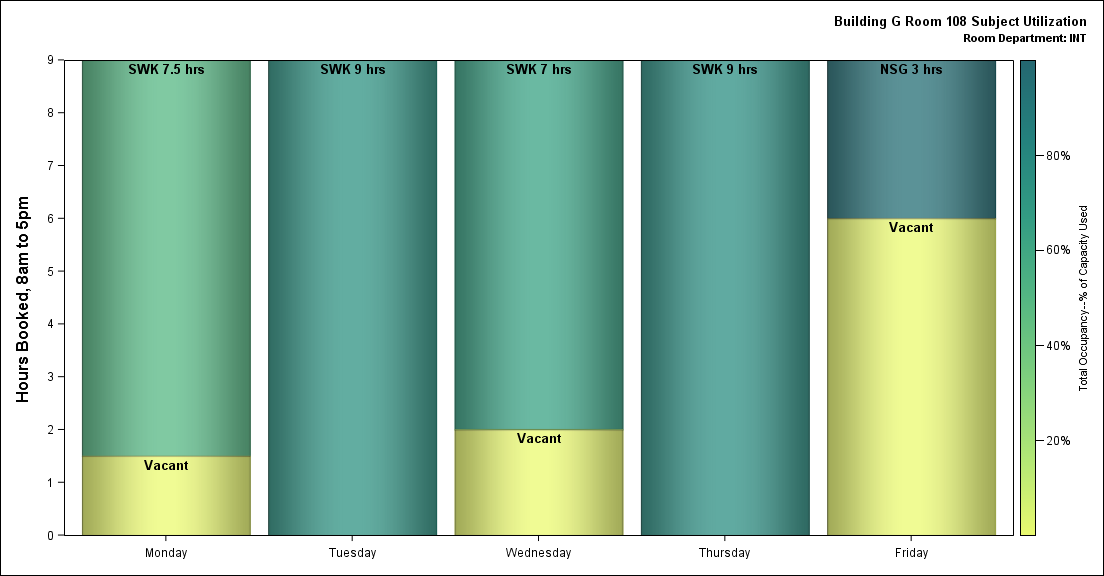 Building G Room 108 Subject Utilization
Room Department: INT
Hours Booked, 8am to 5pm
9
8
7
6
5
4
3
2
1
0
SWK 7.5 hrs
Vacant
SWK 9 hrs
SWK 7 hrs
Vacant
SWK 9 hrs
NSG 3 hrs
Vacant
Monday
Tuesday
Wednesday
Thursday
Friday
80%
60%
40%
20%
Total Occupancy--% of Capacity Used